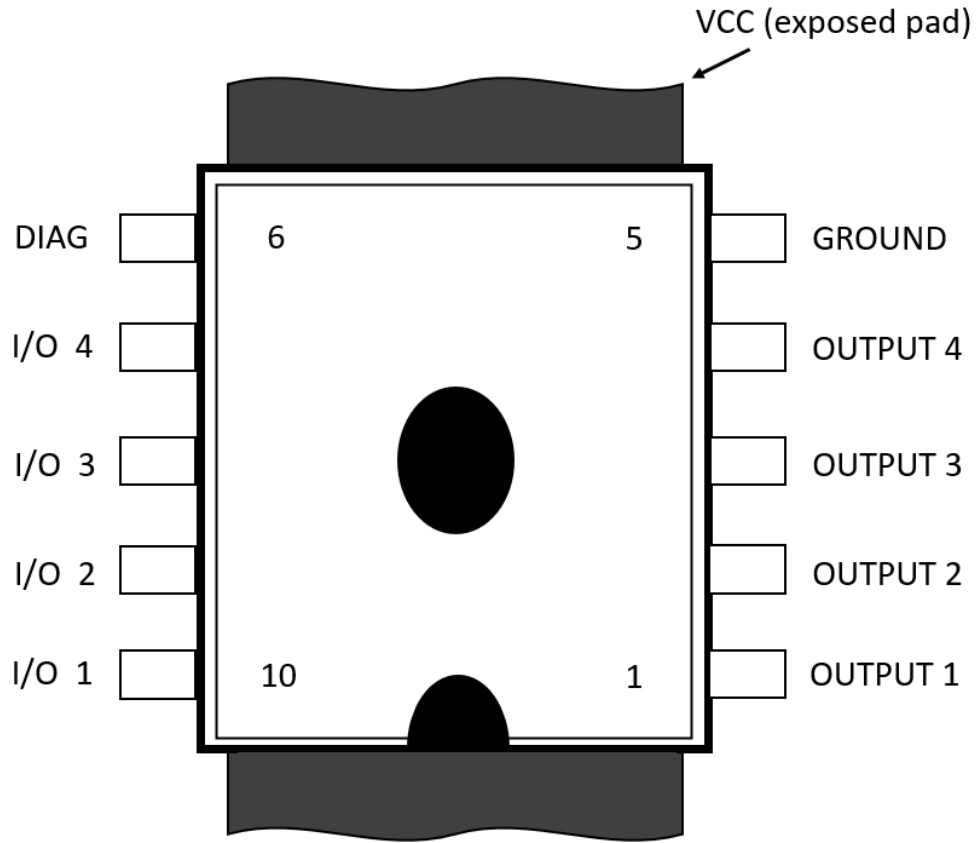 VCC (exposed pad)
DIAG 6 5 GROUND
I/O 4 OUTPUT 4
I/O 3 OUTPUT 3
I/O 2 OUTPUT 2
I/O 1 10 1 OUTPUT 1